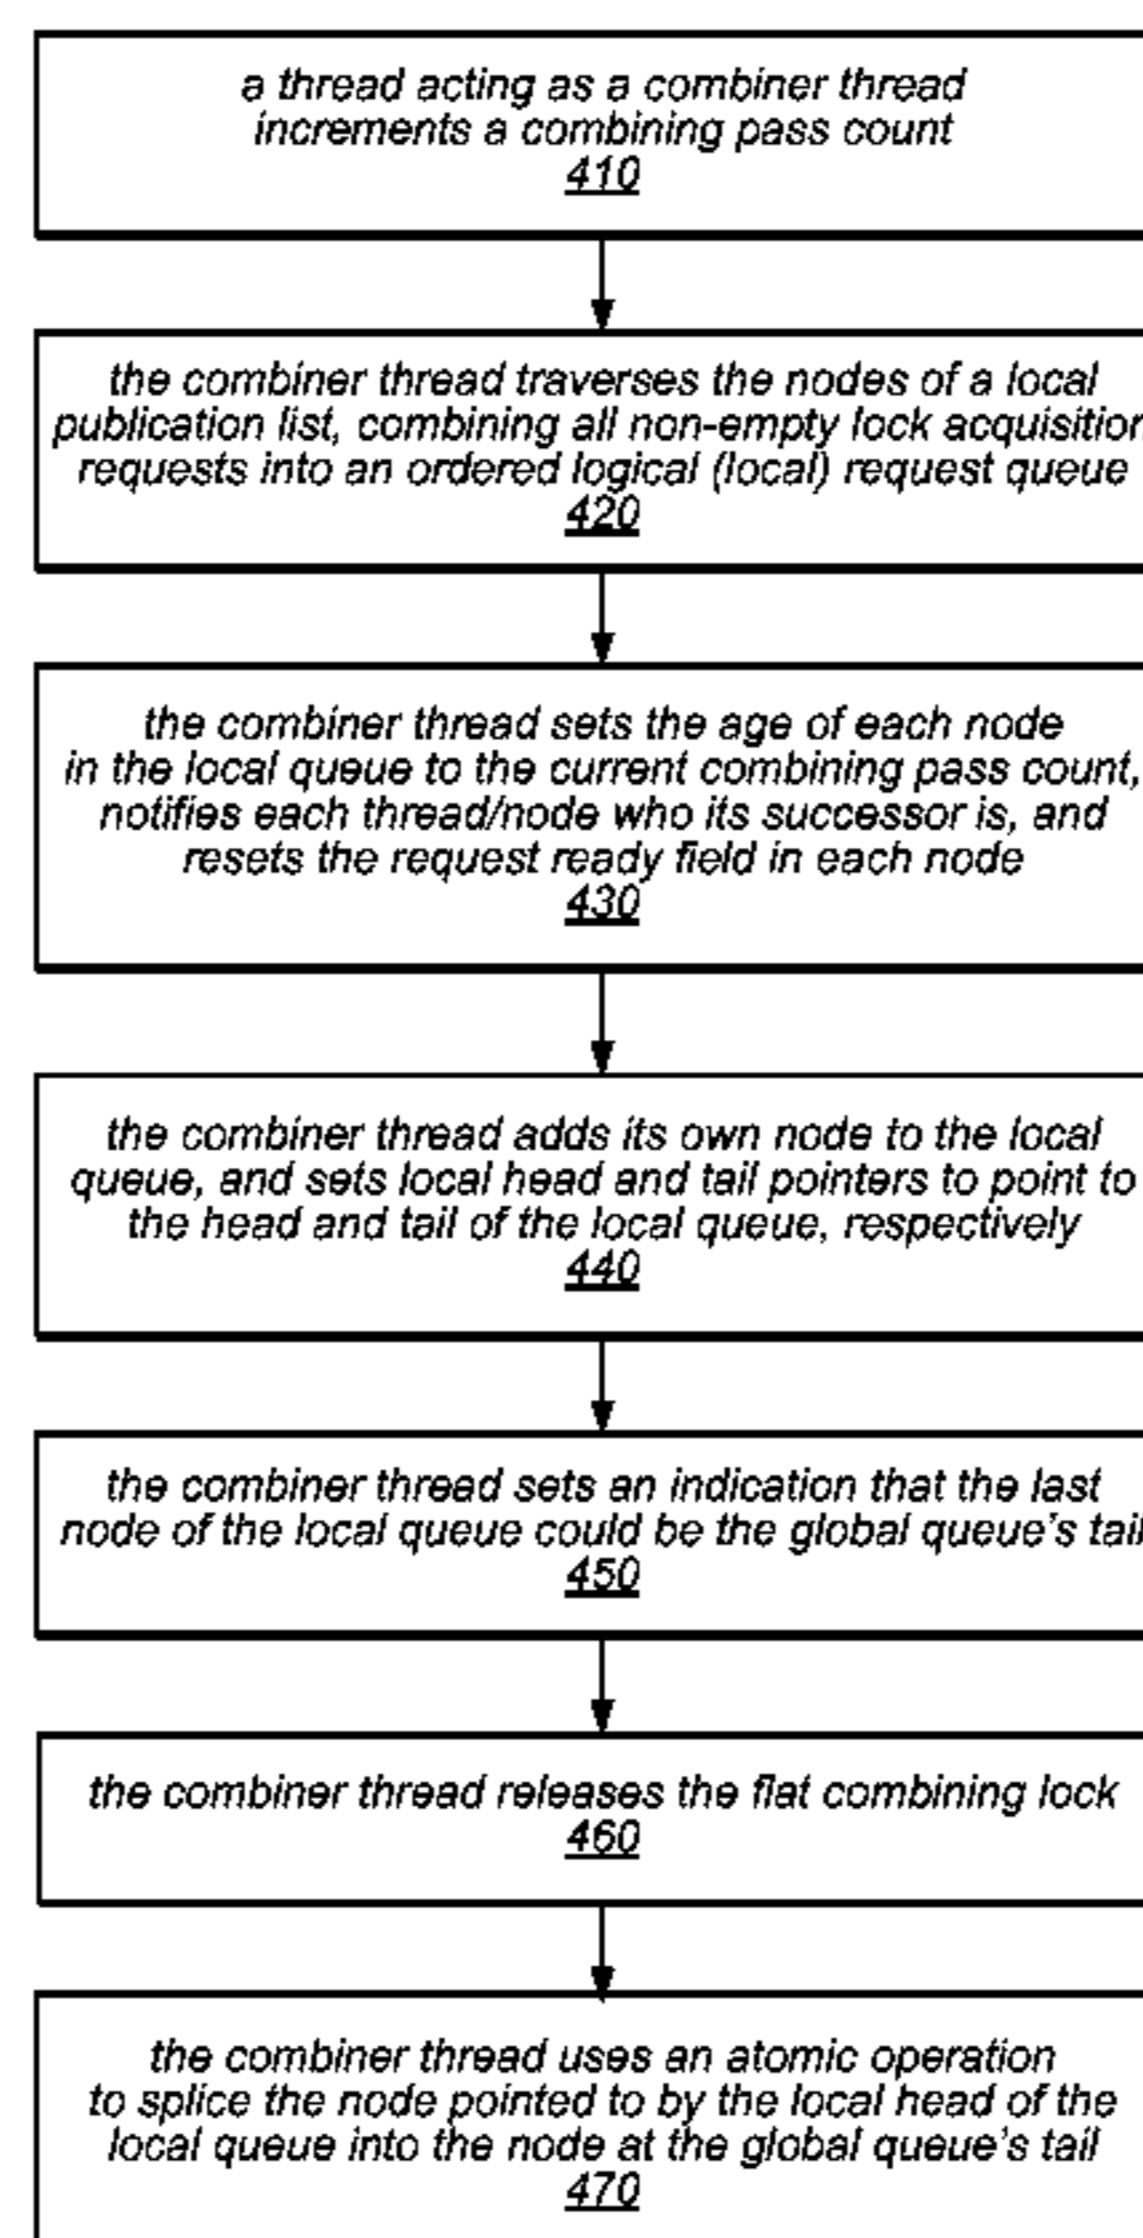 a thread acting as a combiner thread
increments a combining pass count
410
the combiner thread traverses the nodes of a local
publication list, combining all non-empty lock acquisition
requests into an ordered logical (local) request queue
420
the combiner thread sets the age of each node
in the local queue to the current combining pass count,
notifies each thread/node who its successor is, and
resets the request ready field in each node
430
the combiner thread adds its own node to the local
queue, and sets local head and tail pointers to point to
the head and tail of the local queue, respectively
440
the combiner thread sets an indication that the last
node of the local queue could be the global queue's tail
450
the combiner thread releases the flat combining lock
460
the combiner thread uses an atomic operation
to splice the node pointed to by the local head of the
local queue into the node at the global queue's tail
470